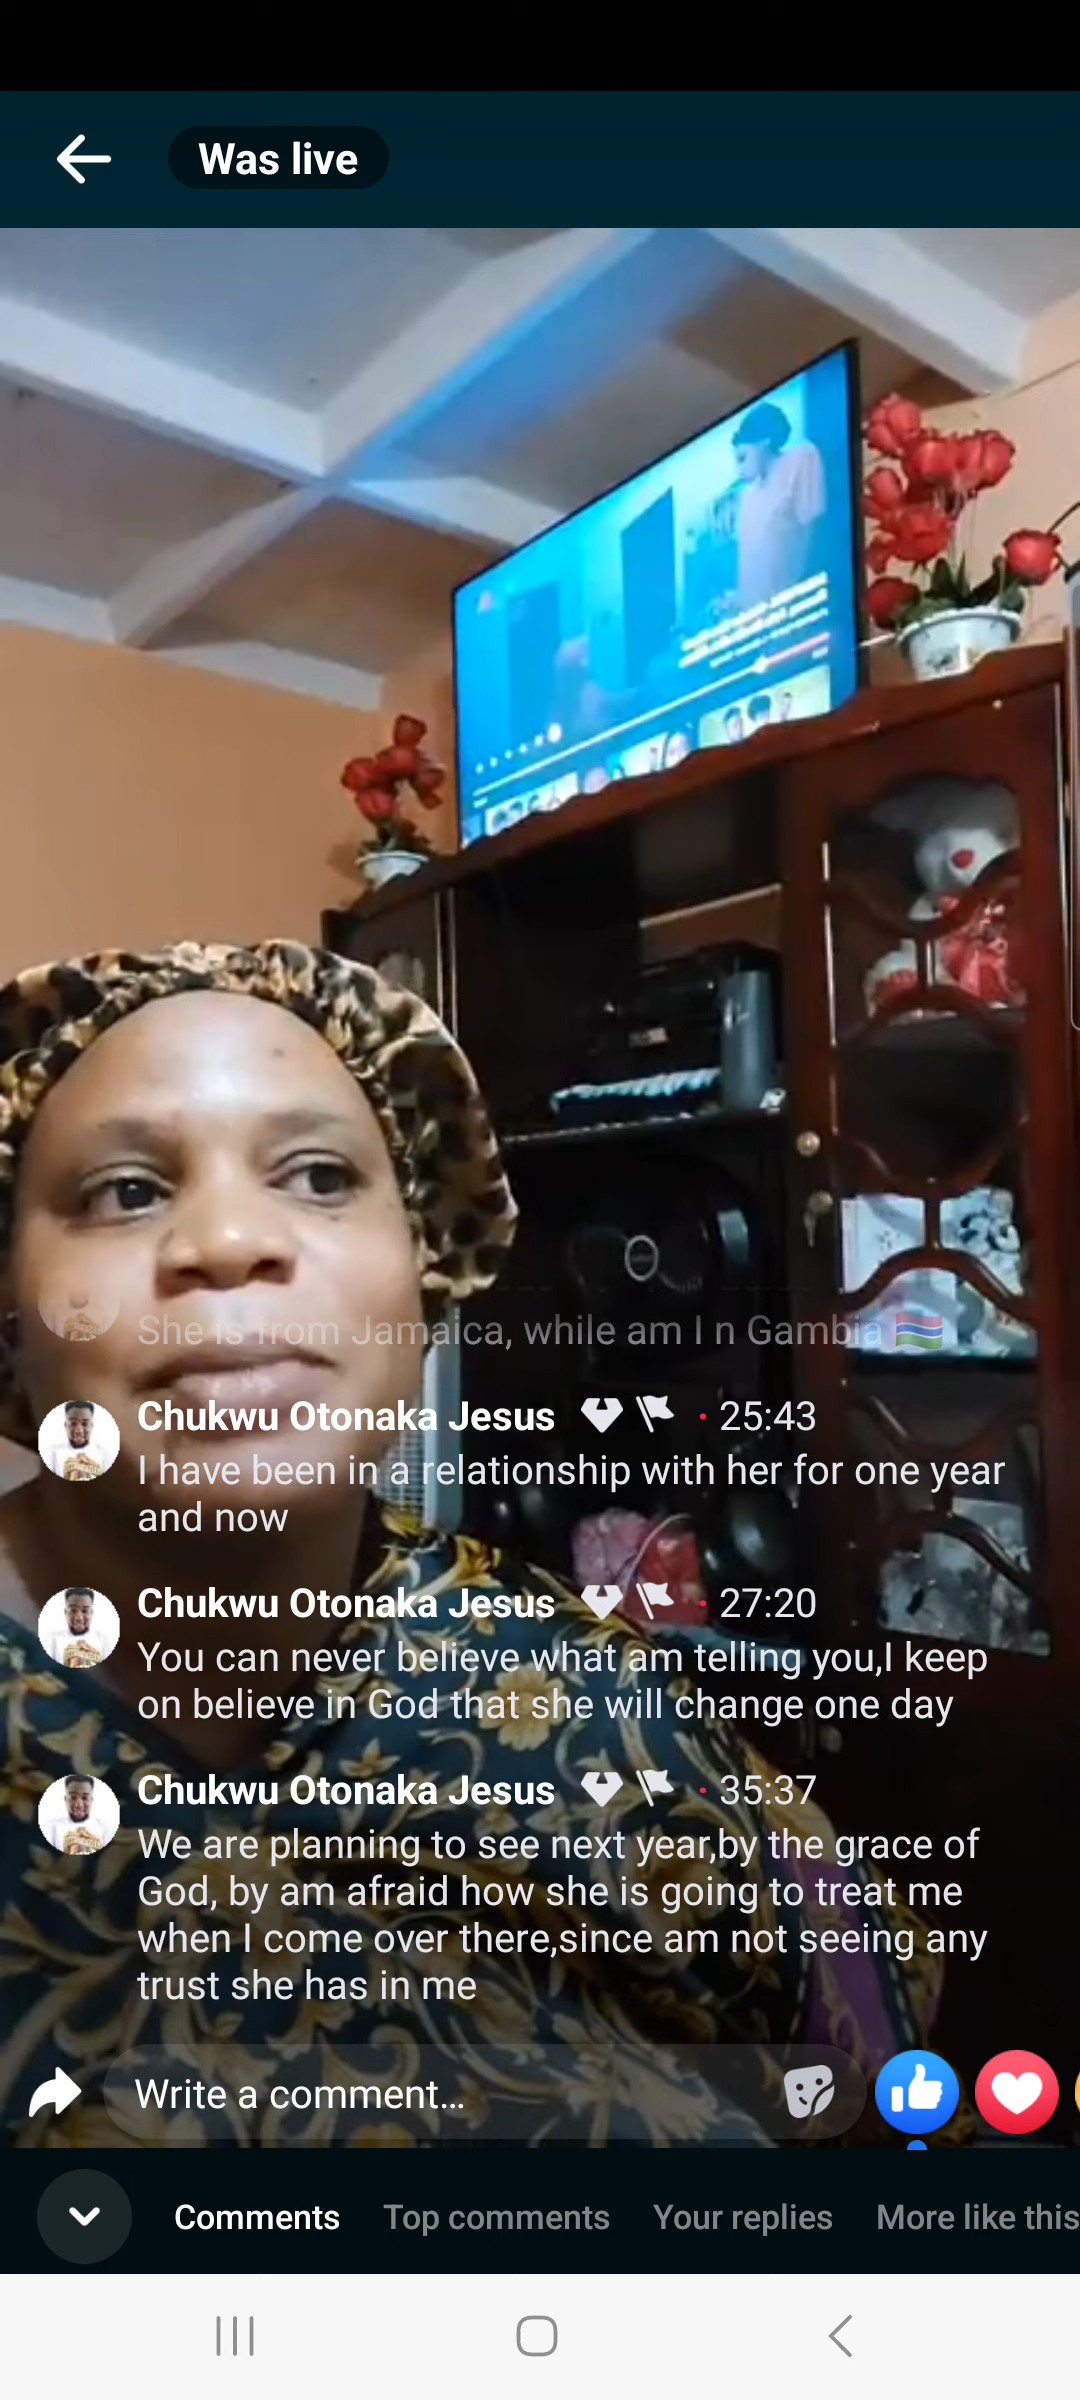 Was live
She is from Jamaica, while am I n Gambia 🇬🇲
Chukwu Otonaka Jesus · 25:43
I have been in a relationship with her for one year
and now
Chukwu Otonaka Jesus · 27:20
You can never believe what am telling you,I keep
on believe in God that she will change one day
Chukwu Otonaka Jesus · 35:37
We are planning to see next year,by the grace of
God, by am afraid how she is going to treat me
when I come over there,since am not seeing any
trust she has in me
Write a comment...
Comments Top comments Your replies More like this